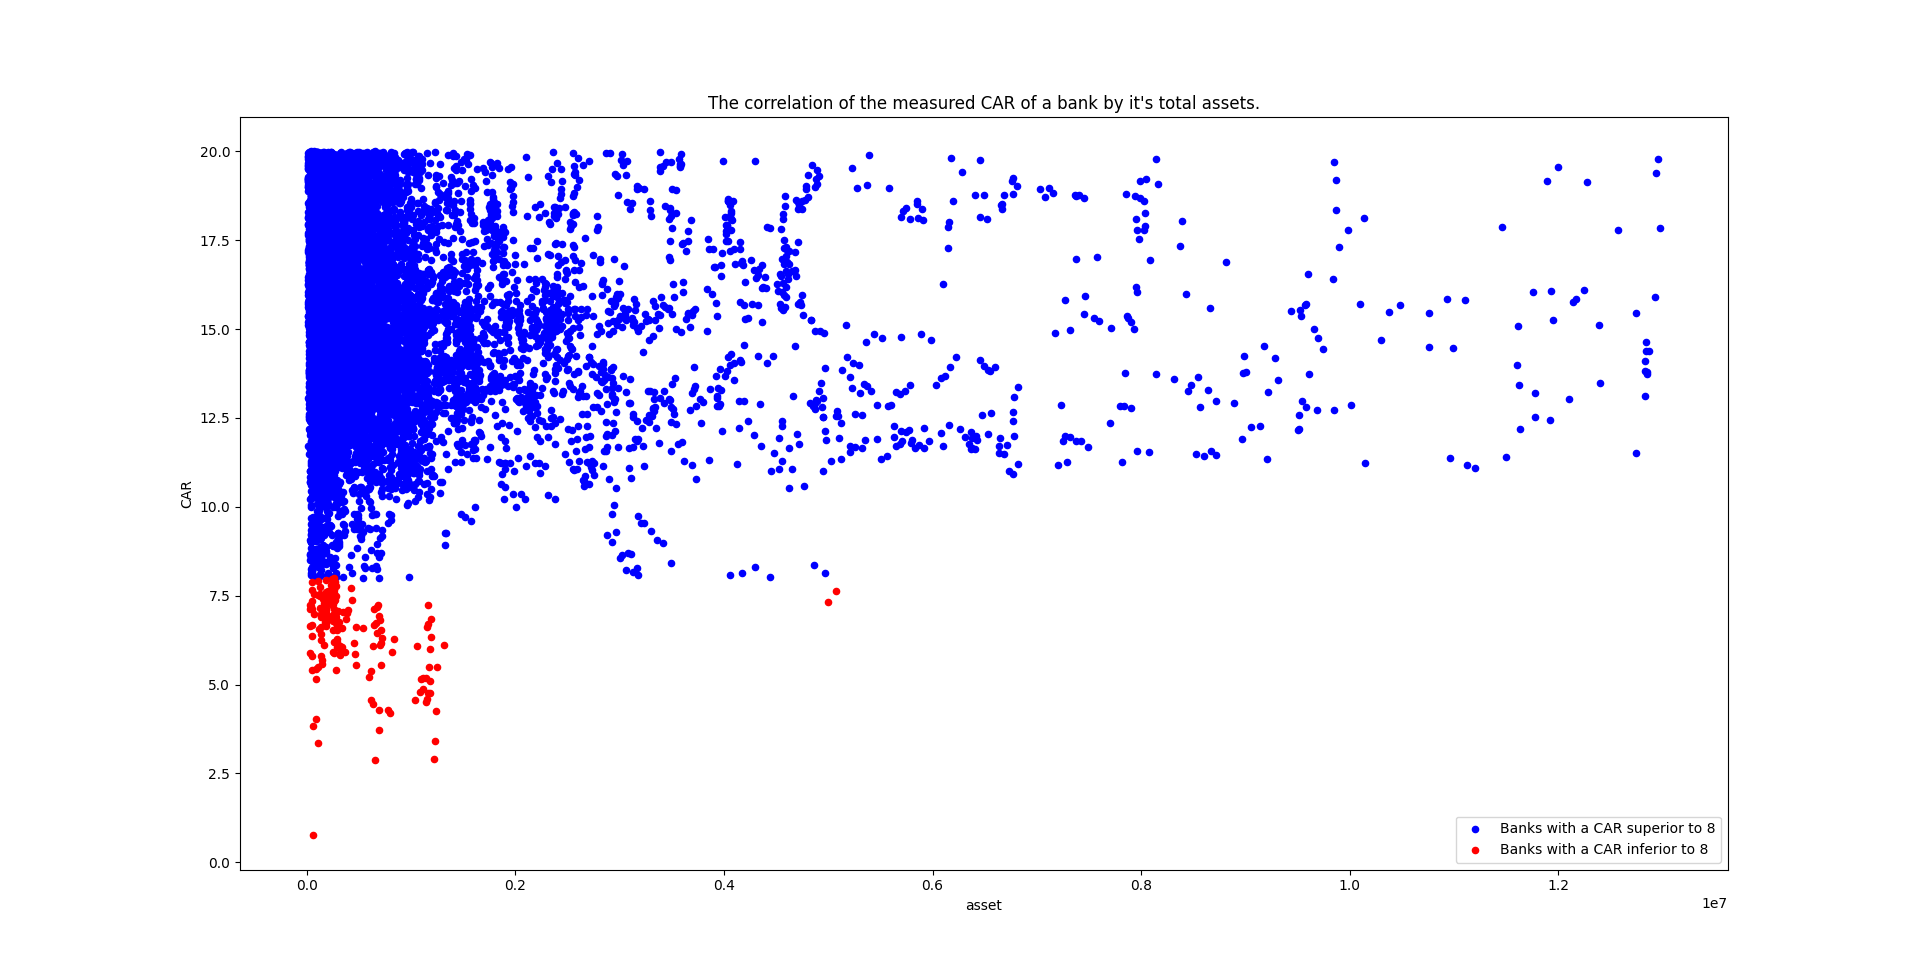 The correlation of the measured CAR of a bank by it's total assets.
20.0
17.5
15.0
12.5
10.0
7.5
5.0
2.5
0.0
CAR
Banks with a CAR superior to 8
Banks with a CAR inferior to 8
0.0 0.2 0.4 0.6 0.8 1.0 1.2
1e7
asset